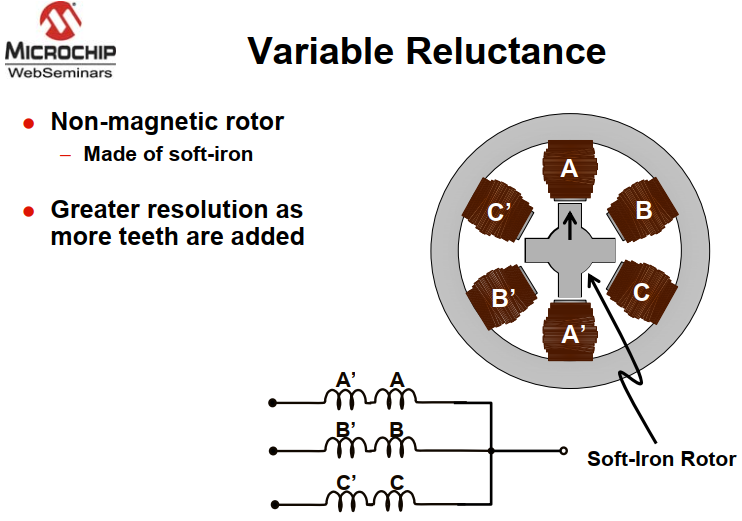 MICROCHIP
WebSeminars
Variable Reluctance
● Non-magnetic rotor
– Made of soft-iron
● Greater resolution as
more teeth are added
A
C’
B
B’
C
A’
A’ A
B’ B
C’ C
Soft-Iron Rotor